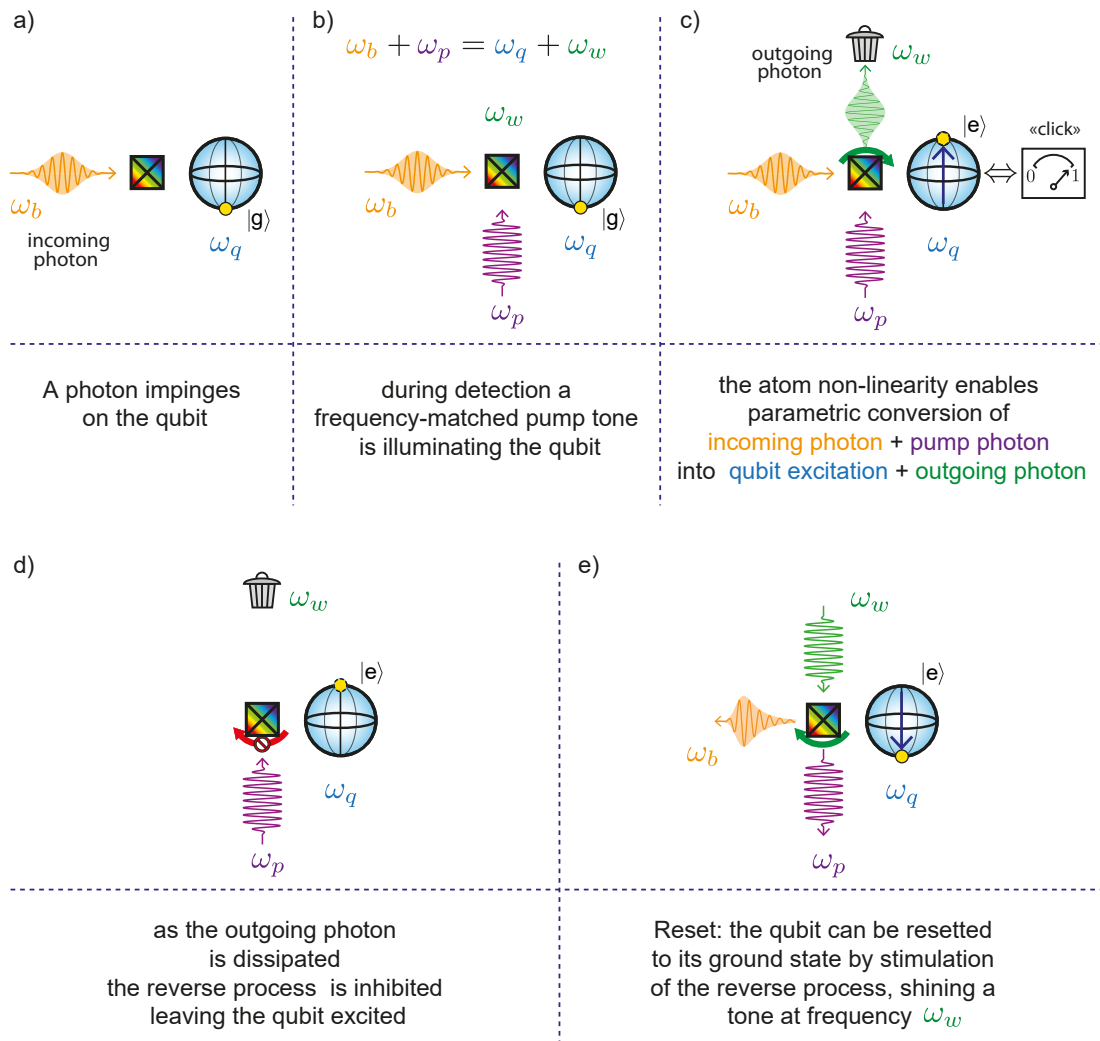 a)
ω_b
incoming
photon
|g⟩
ω_q
A photon impinges
on the qubit
b)
ω_b + ω_p = ω_q + ω_w
ω_w
ω_b
|g⟩
ω_q
ω_p
during detection a
frequency-matched pump tone
is illuminating the qubit
c)
outgoing
photon
ω_w
|e⟩
«click»
0 1
ω_b
ω_q
ω_p
the atom non-linearity enables
parametric conversion of
incoming photon + pump photon
into qubit excitation + outgoing photon
d)
ω_w
|e⟩
ω_q
ω_p
as the outgoing photon
is dissipated
the reverse process is inhibited
leaving the qubit excited
e)
ω_w
|e⟩
ω_b
ω_q
ω_p
Reset: the qubit can be resetted
to its ground state by stimulation
of the reverse process, shining a
tone at frequency ω_w